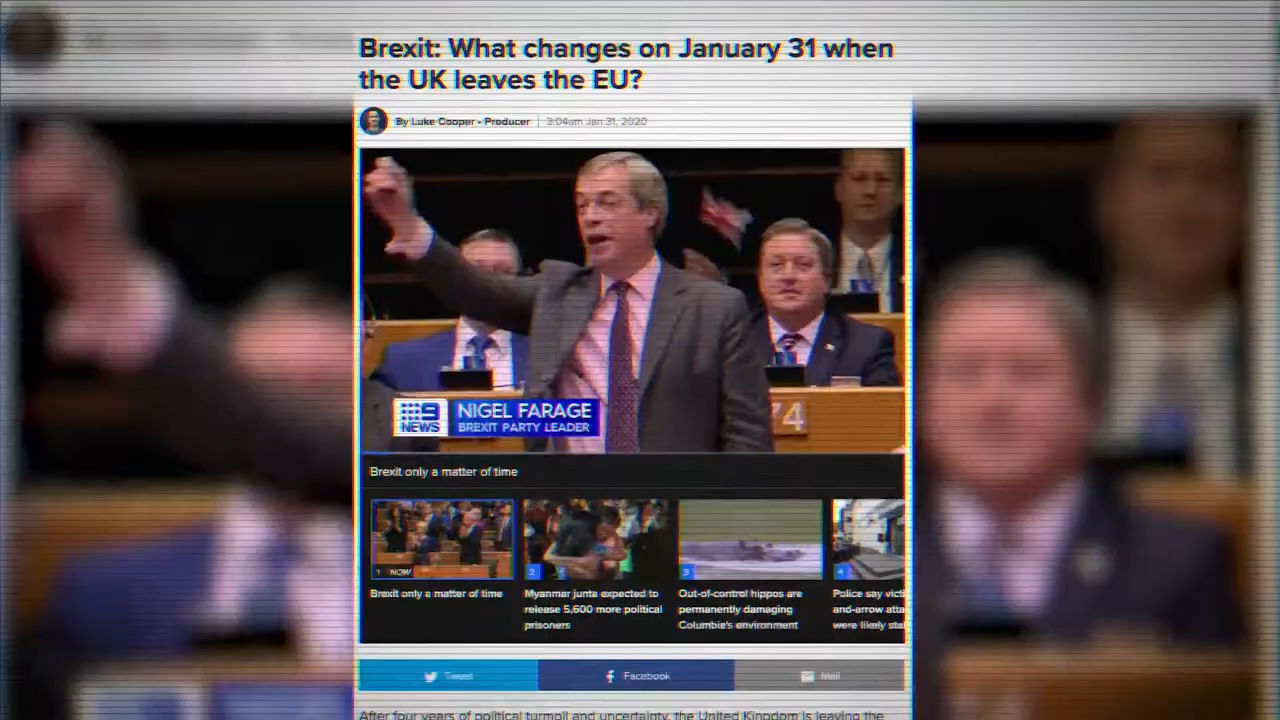 Brexit: What changes on January 31 when
the UK leaves the EU?
By Luke Cooper • Producer | 3:04am Jan 31, 2020
9
NEWS
NIGEL FARAGE
BREXIT PARTY LEADER
74
Brexit only a matter of time
1 NOW
2
3
4
Brexit only a matter of time
Myanmar junta expected to
release 5,600 more political
prisoners
Out-of-control hippos are
permanently damaging
Columbia's environment
Police say
and-arrow
were likely
Tweet
Facebook
Mail
After four years of political turmoil and uncertainty, the United Kingdom is leaving the